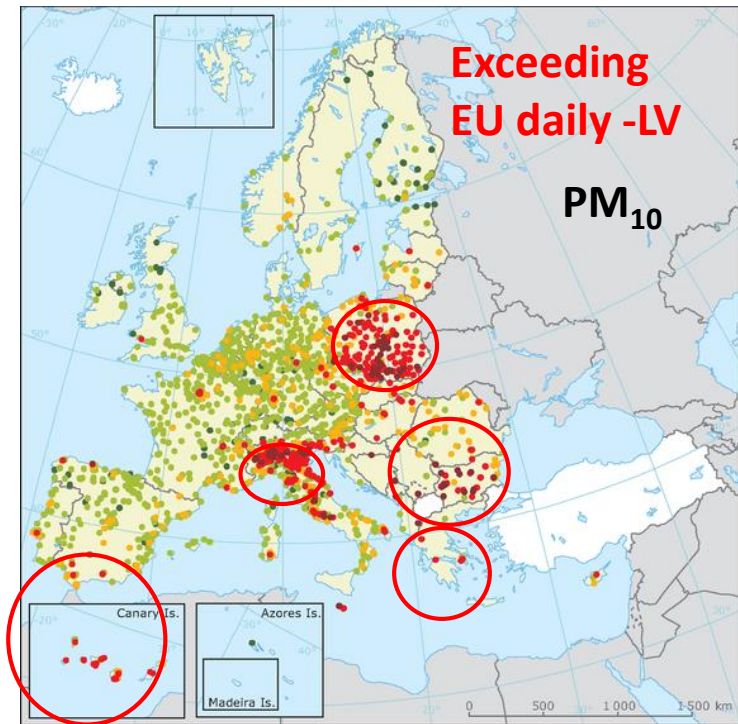 Exceeding
EU daily -LV
PM10
Canary Is.
Azores Is.
Madeira Is.
0 500 1 000 1 500 km